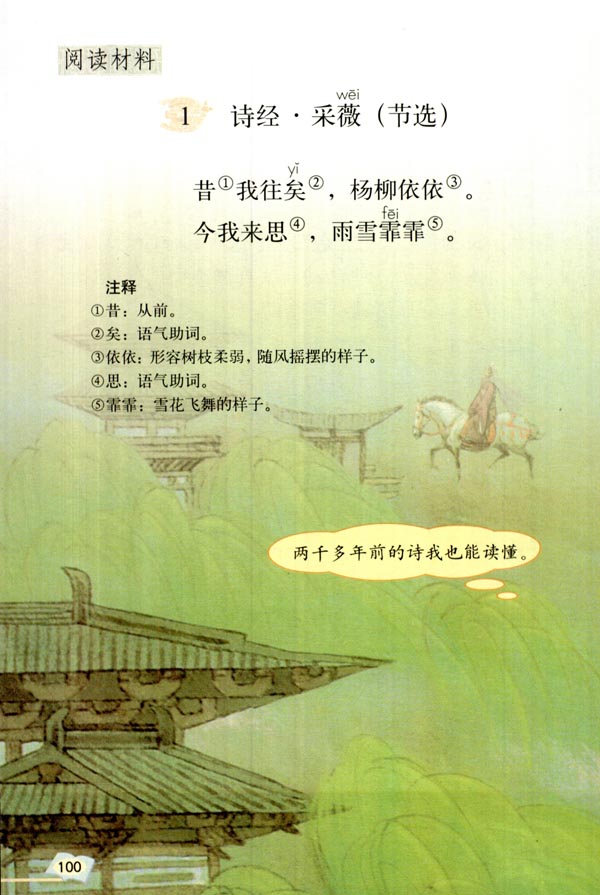 阅读材料
wēi
1 诗经·采薇（节选）
yǐ
昔①我往矣②，杨柳依依③。
fēi
今我来思④，雨雪霏霏⑤。
注释
①昔：从前。
②矣：语气助词。
③依依：形容树枝柔弱，随风摇摆的样子。
④思：语气助词。
⑤霏霏：雪花飞舞的样子。
两千多年前的诗我也能读懂。
100